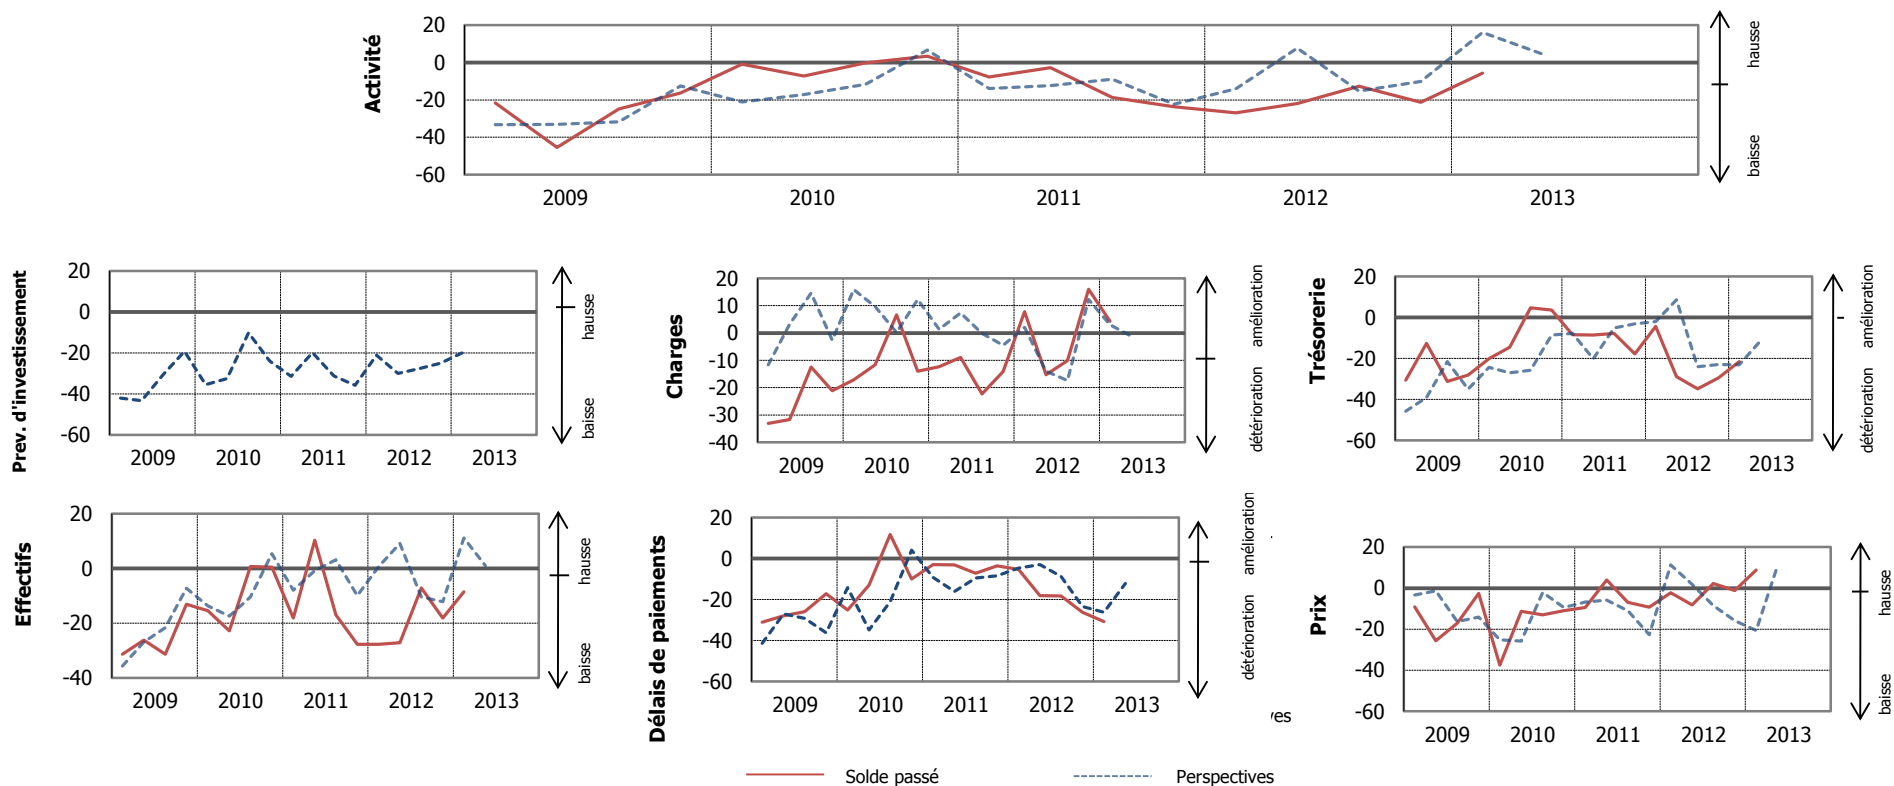 Activité
20
0
-20
-40
-60
2009 2010 2011 2012 2013
hausse
baisse
Prev. d'investissement
20
0
-20
-40
-60
2009 2010 2011 2012 2013
hausse
baisse
Charges
20
10
0
-10
-20
-30
-40
2009 2010 2011 2012 2013
amélioration
détérioration
Trésorerie
20
0
-20
-40
-60
2009 2010 2011 2012 2013
amélioration
détérioration
Effectifs
20
0
-20
-40
2009 2010 2011 2012 2013
hausse
baisse
Délais de paiements
20
0
-20
-40
-60
2009 2010 2011 2012 2013
amélioration
détérioration
ves
Prix
20
0
-20
-40
-60
2009 2010 2011 2012 2013
hausse
baisse
Solde passé Perspectives